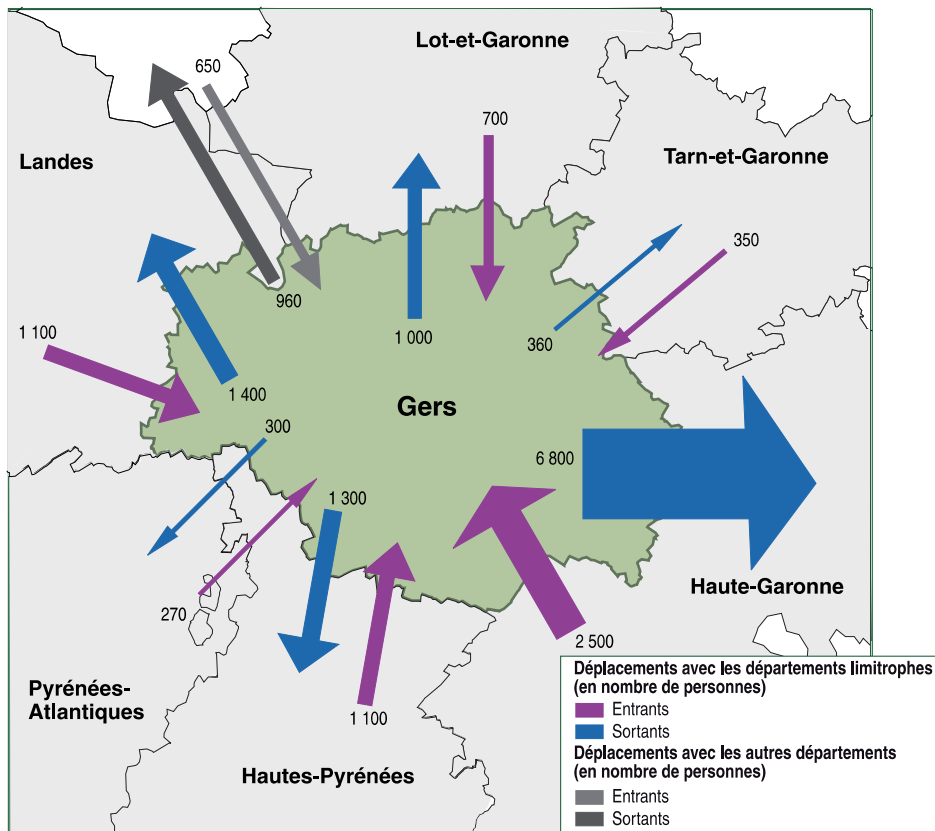 Lot-et-Garonne
650
700
Landes
Tarn-et-Garonne
350
960
1 000
360
1 100
1 400
Gers
300
6 800
1 300
Haute-Garonne
270
2 500
Pyrénées-
Atlantiques
1 100
Hautes-Pyrénées
Déplacements avec les départements limitrophes
(en nombre de personnes)
Entrants
Sortants
Déplacements avec les autres départements
(en nombre de personnes)
Entrants
Sortants